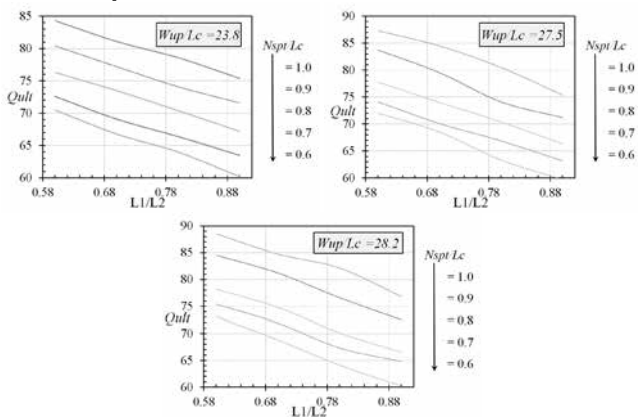 85
80
75
70
65
60
Qult
Wup/Lc =23.8
0.58 0.68 0.78 0.88
L1/L2
Nspt/Lc
= 1.0
= 0.9
= 0.8
= 0.7
= 0.6
90
85
80
75
70
65
60
Qult
Wup/Lc =27.5
0.58 0.68 0.78 0.88
L1/L2
Nspt/Lc
= 1.0
= 0.9
= 0.8
= 0.7
= 0.6
90
85
80
75
70
65
60
Qult
Wup/Lc =28.2
0.58 0.68 0.78 0.88
L1/L2
Nspt/Lc
= 1.0
= 0.9
= 0.8
= 0.7
= 0.6